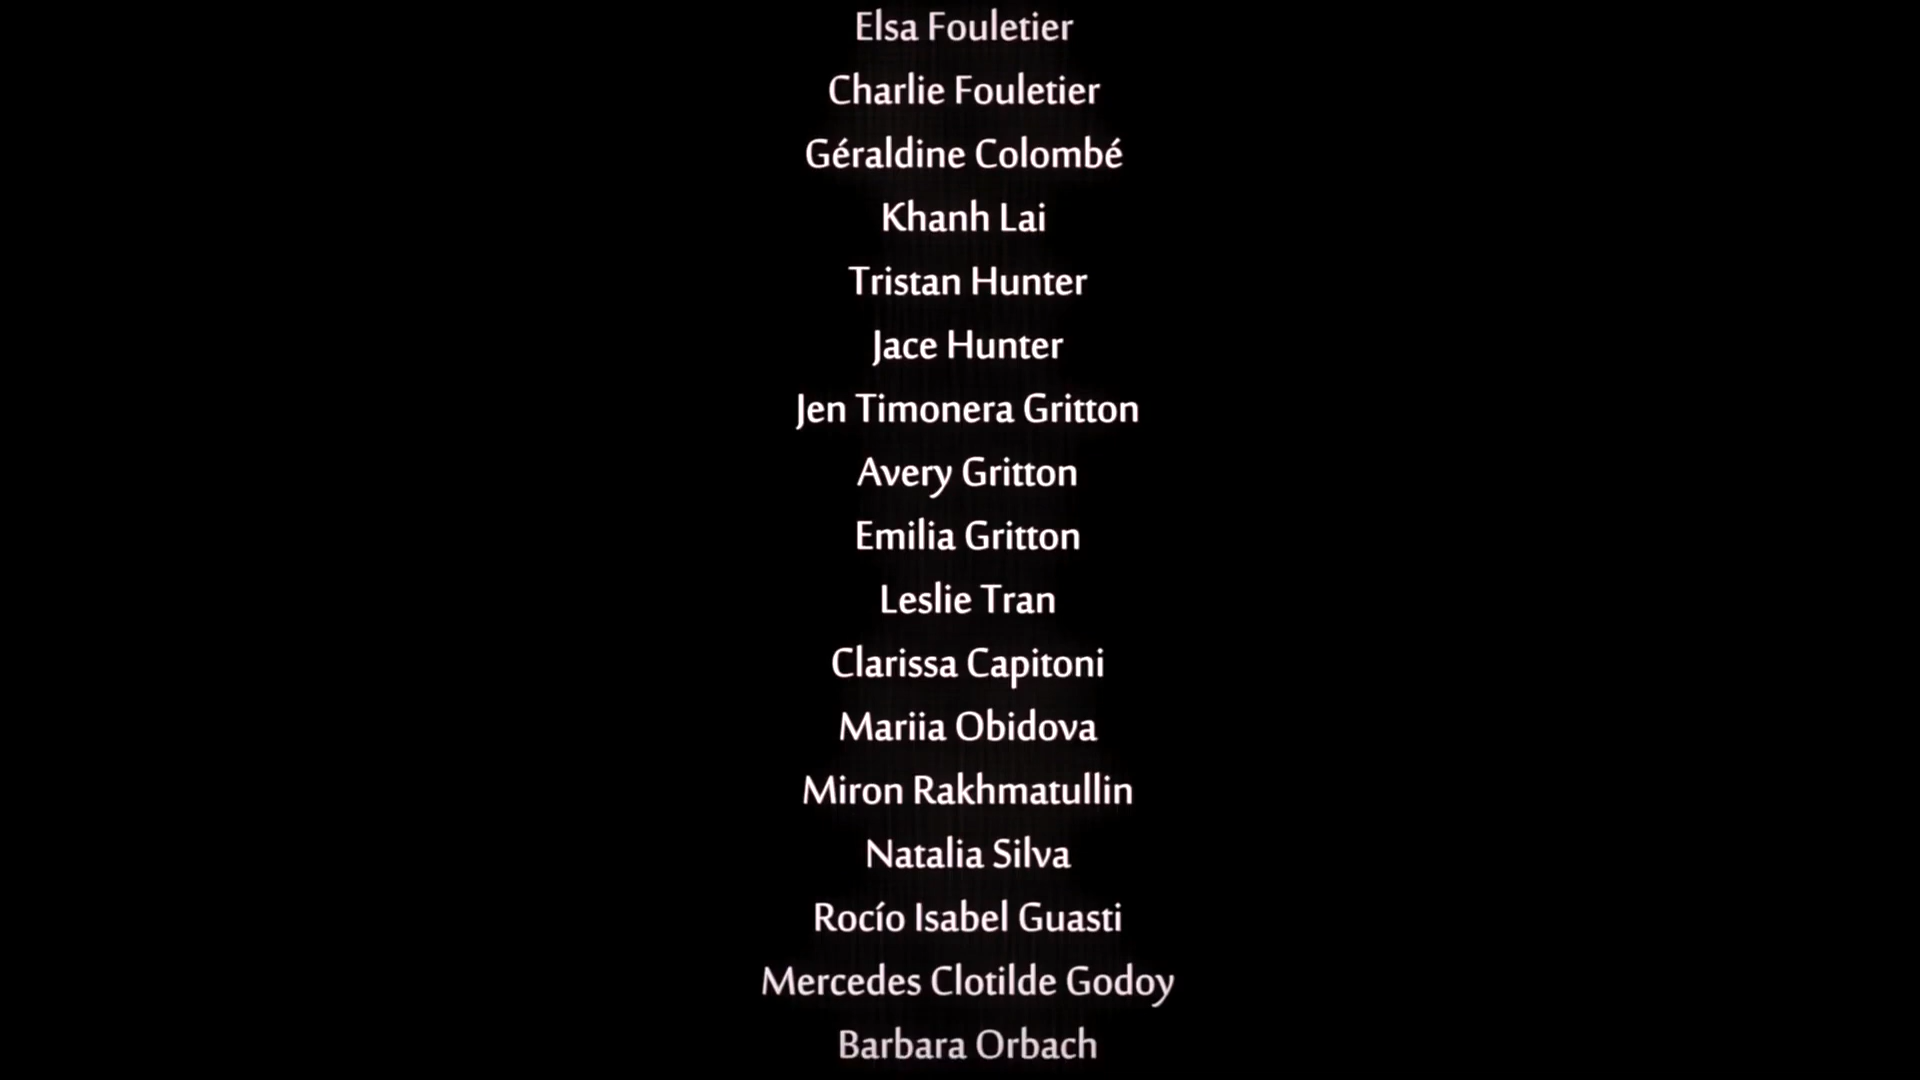 Elsa Fouletier
Charlie Fouletier
Géraldine Colombé
Khanh Lai
Tristan Hunter
Jace Hunter
Jen Timonera Gritton
Avery Gritton
Emilia Gritton
Leslie Tran
Clarissa Capitoni
Mariia Obidova
Miron Rakhmatullin
Natalia Silva
Rocío Isabel Guasti
Mercedes Clotilde Godoy
Barbara Orbach